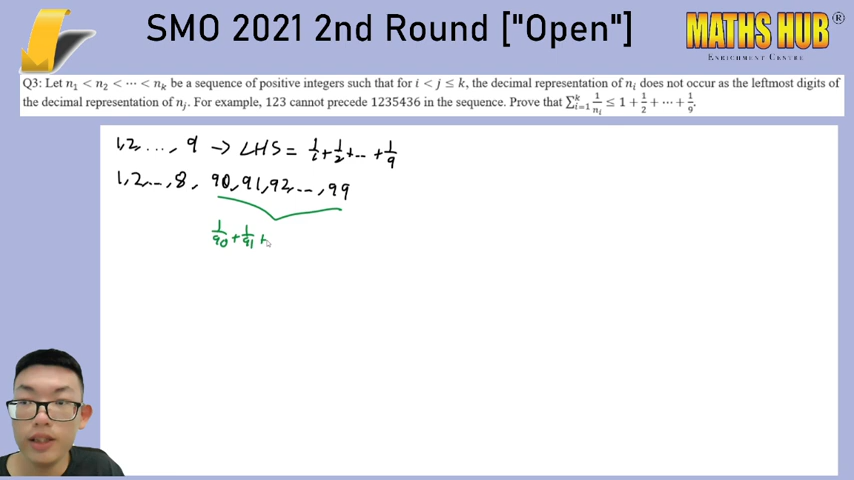 SMO 2021 2nd Round ["Open"]
MATHS HUB®
ENRICHMENT CENTRE
Q3: Let n₁ < n₂ < ⋯ < nₖ be a sequence of positive integers such that for i < j ≤ k, the decimal representation of nᵢ does not occur as the leftmost digits of
the decimal representation of nⱼ. For example, 123 cannot precede 1235436 in the sequence. Prove that ∑ᵢ₌₁ᵏ 1/nᵢ ≤ 1 + 1/2 + ⋯ + 1/9.
1,2...., 9 → LHS = 1/1 + 1/2 + ... + 1/9
1,2...,8, 90,91,92...,99
1/90 + 1/91 +